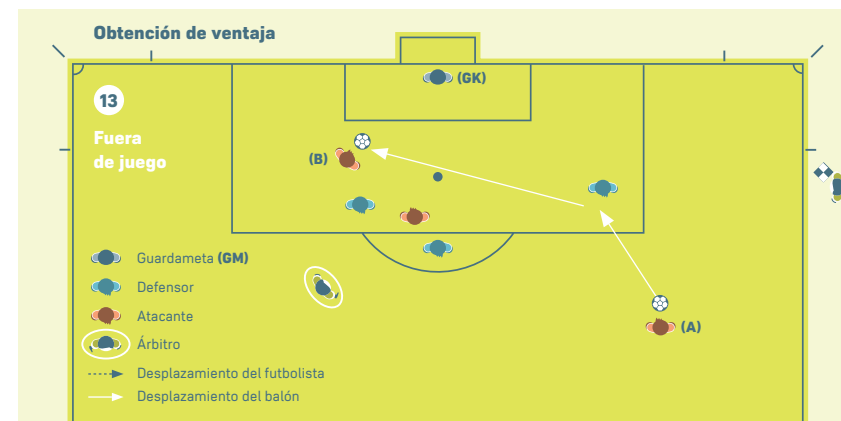 Obtención de ventaja
13
Fuera
de juego
(GK)
(B)
(A)
Guardameta (GM)
Defensor
Atacante
Árbitro
Desplazamiento del futbolista
Desplazamiento del balón